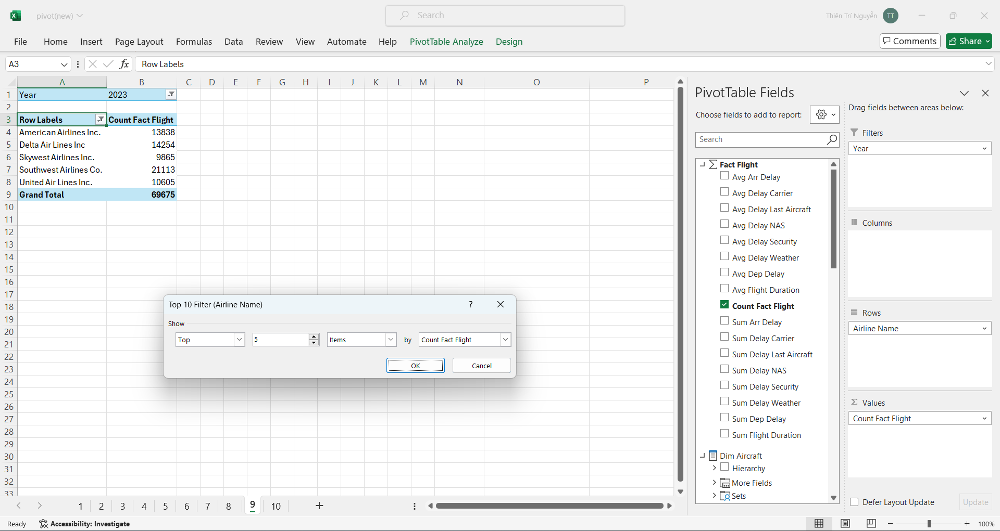 pivot(new)
Search
Thiện Trí Nguyễn
TT
File Home Insert Page Layout Formulas Data Review View Automate Help PivotTable Analyze Design
Comments Share
A3 fx Row Labels
A B C D E F G H I J K L M N O P
1 Year 2023
2
3 Row Labels Count Fact Flight
4 American Airlines Inc. 13838
5 Delta Air Lines Inc 14254
6 Skywest Airlines Inc. 9865
7 Southwest Airlines Co. 21113
8 United Air Lines Inc. 10605
9 Grand Total 69675
10
11
12
13
14
15
16
17
18
19
20
21
22
23
24
25
26
27
28
29
30
31
32
33
Top 10 Filter (Airline Name) ?
Show
Top 5 Items by Count Fact Flight
OK Cancel
PivotTable Fields
Choose fields to add to report:
Search
Fact Flight
Avg Arr Delay
Avg Delay Carrier
Avg Delay Last Aircraft
Avg Delay NAS
Avg Delay Security
Avg Delay Weather
Avg Dep Delay
Avg Flight Duration
Count Fact Flight
Sum Arr Delay
Sum Delay Carrier
Sum Delay Last Aircraft
Sum Delay NAS
Sum Delay Security
Sum Delay Weather
Sum Dep Delay
Sum Flight Duration
Dim Aircraft
Hierarchy
More Fields
Sets
Drag fields between areas below:
Filters
Year
Columns
Rows
Airline Name
Σ Values
Count Fact Flight
Defer Layout Update Update
1 2 3 4 5 6 7 8 9 10
Ready Accessibility: Investigate
100%